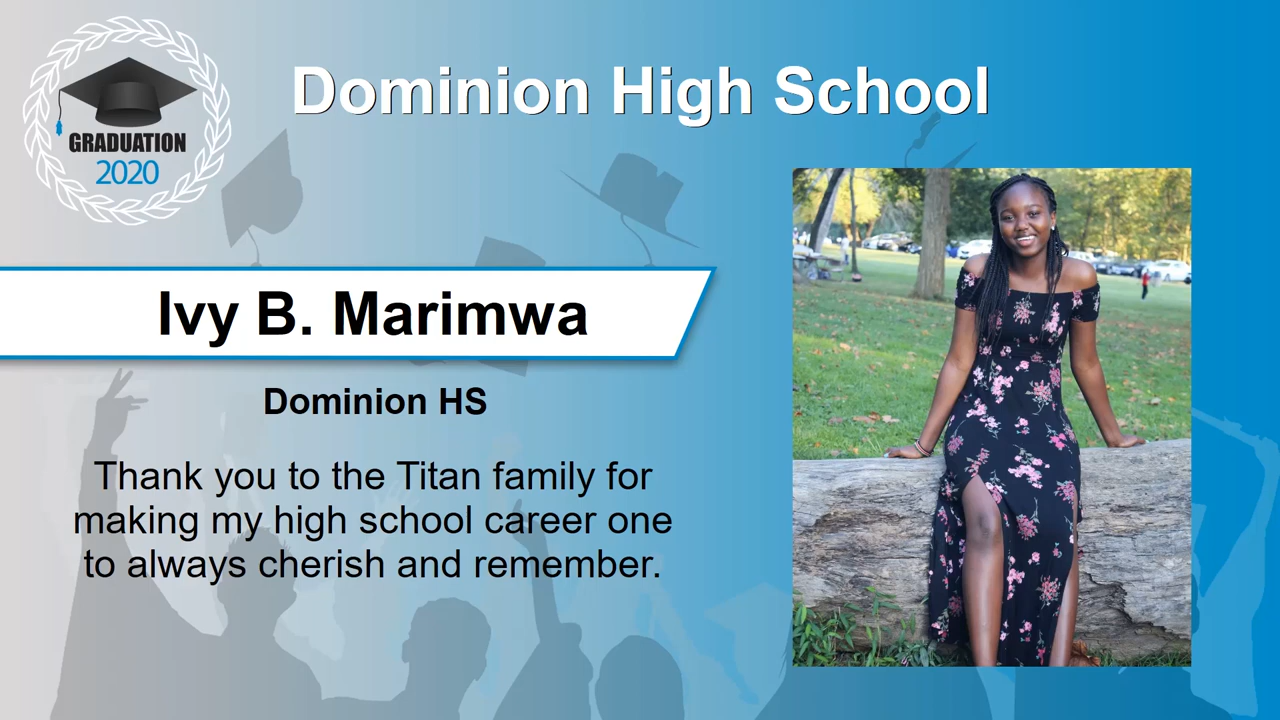 GRADUATION
2020
Dominion High School
Ivy B. Marimwa
Dominion HS
Thank you to the Titan family for
making my high school career one
to always cherish and remember.